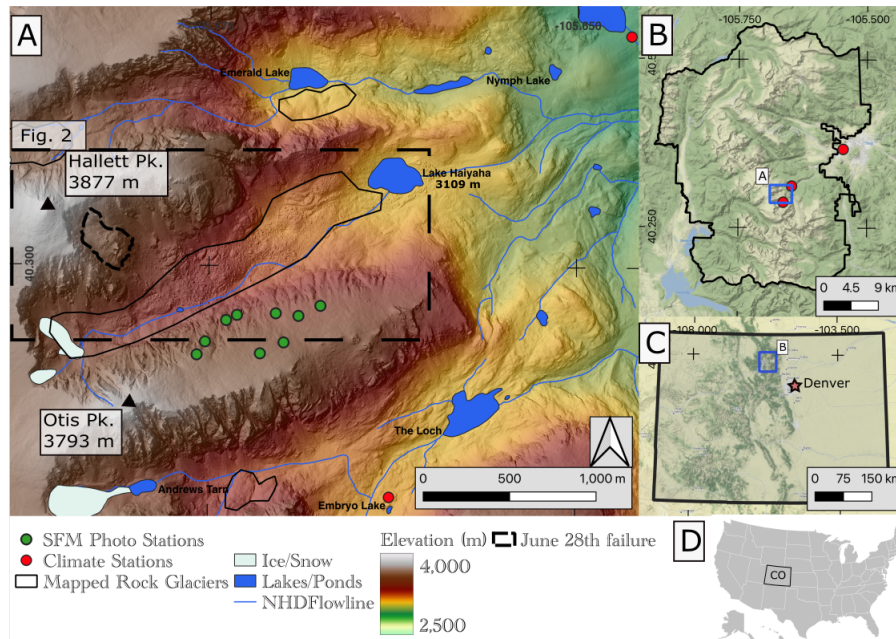 A
-105.650
Emerald Lake
Nymph Lake
Fig. 2
Hallett Pk.
3877 m
Lake Haiyaha
3109 m
40.300
Otis Pk.
3793 m
The Loch
Andrews Tarn
Embryo Lake
0 500 1,000 m
B
-105.750 -105.500
A
40.250
0 4.5 9 km
C
-108.000 -103.500
B
Denver
0 75 150 km
SFM Photo Stations
Climate Stations
Mapped Rock Glaciers
Ice/Snow
Lakes/Ponds
NHDFlowline
Elevation (m)
4,000
2,500
June 28th failure
D
CO